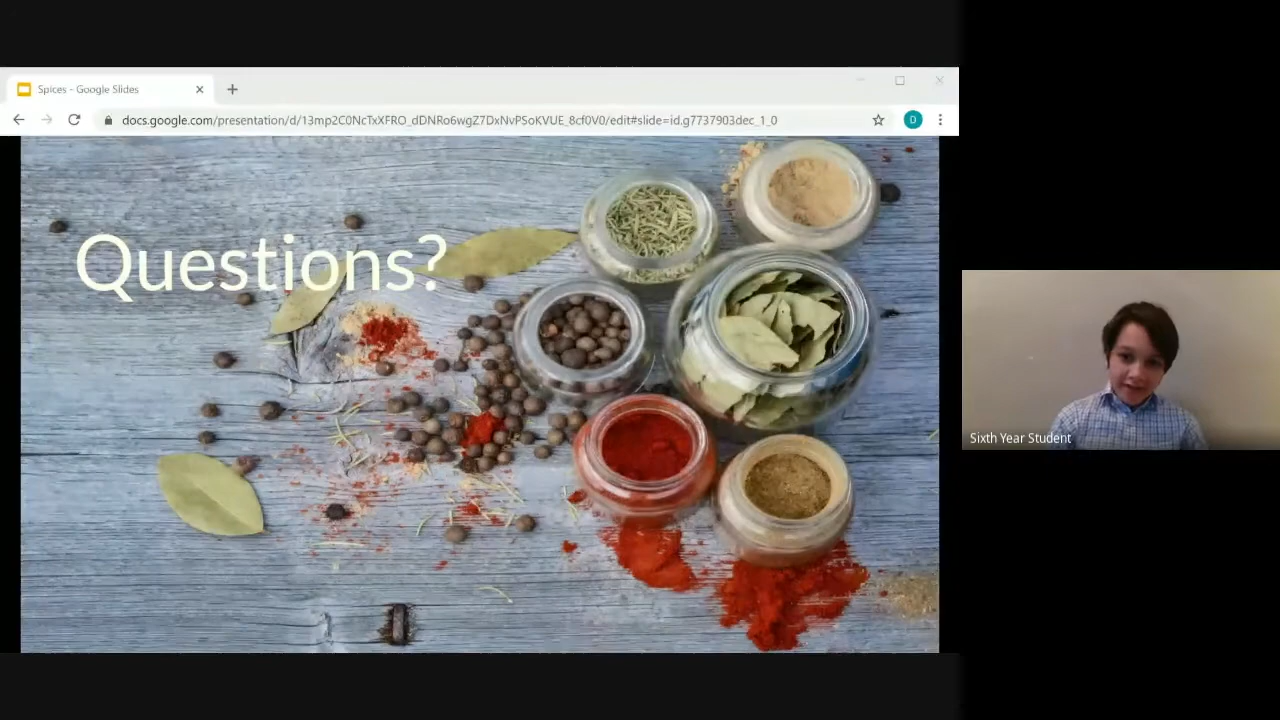 Spices - Google Slides
docs.google.com/presentation/d/13mp2C0NcTxXFRO_dDNRo6wgZ7DxNvPSoKVUE_8cf0V0/edit#slide=id.g7737903dec_1_0
D
Questions?
Sixth Year Student